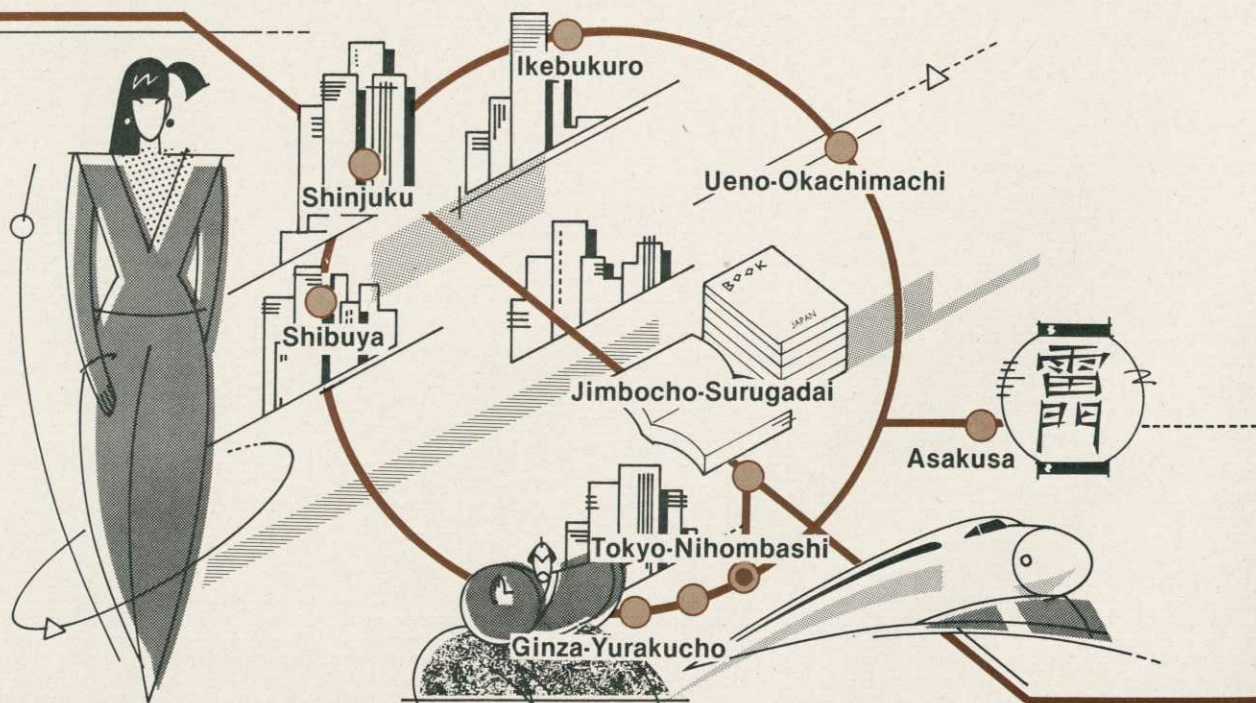 Ikebukuro
Ueno-Okachimachi
Shinjuku
BOOK
JAPAN
Shibuya
Jimbocho-Surugadai
雷門
Asakusa
Tokyo-Nihombashi
Ginza-Yurakucho